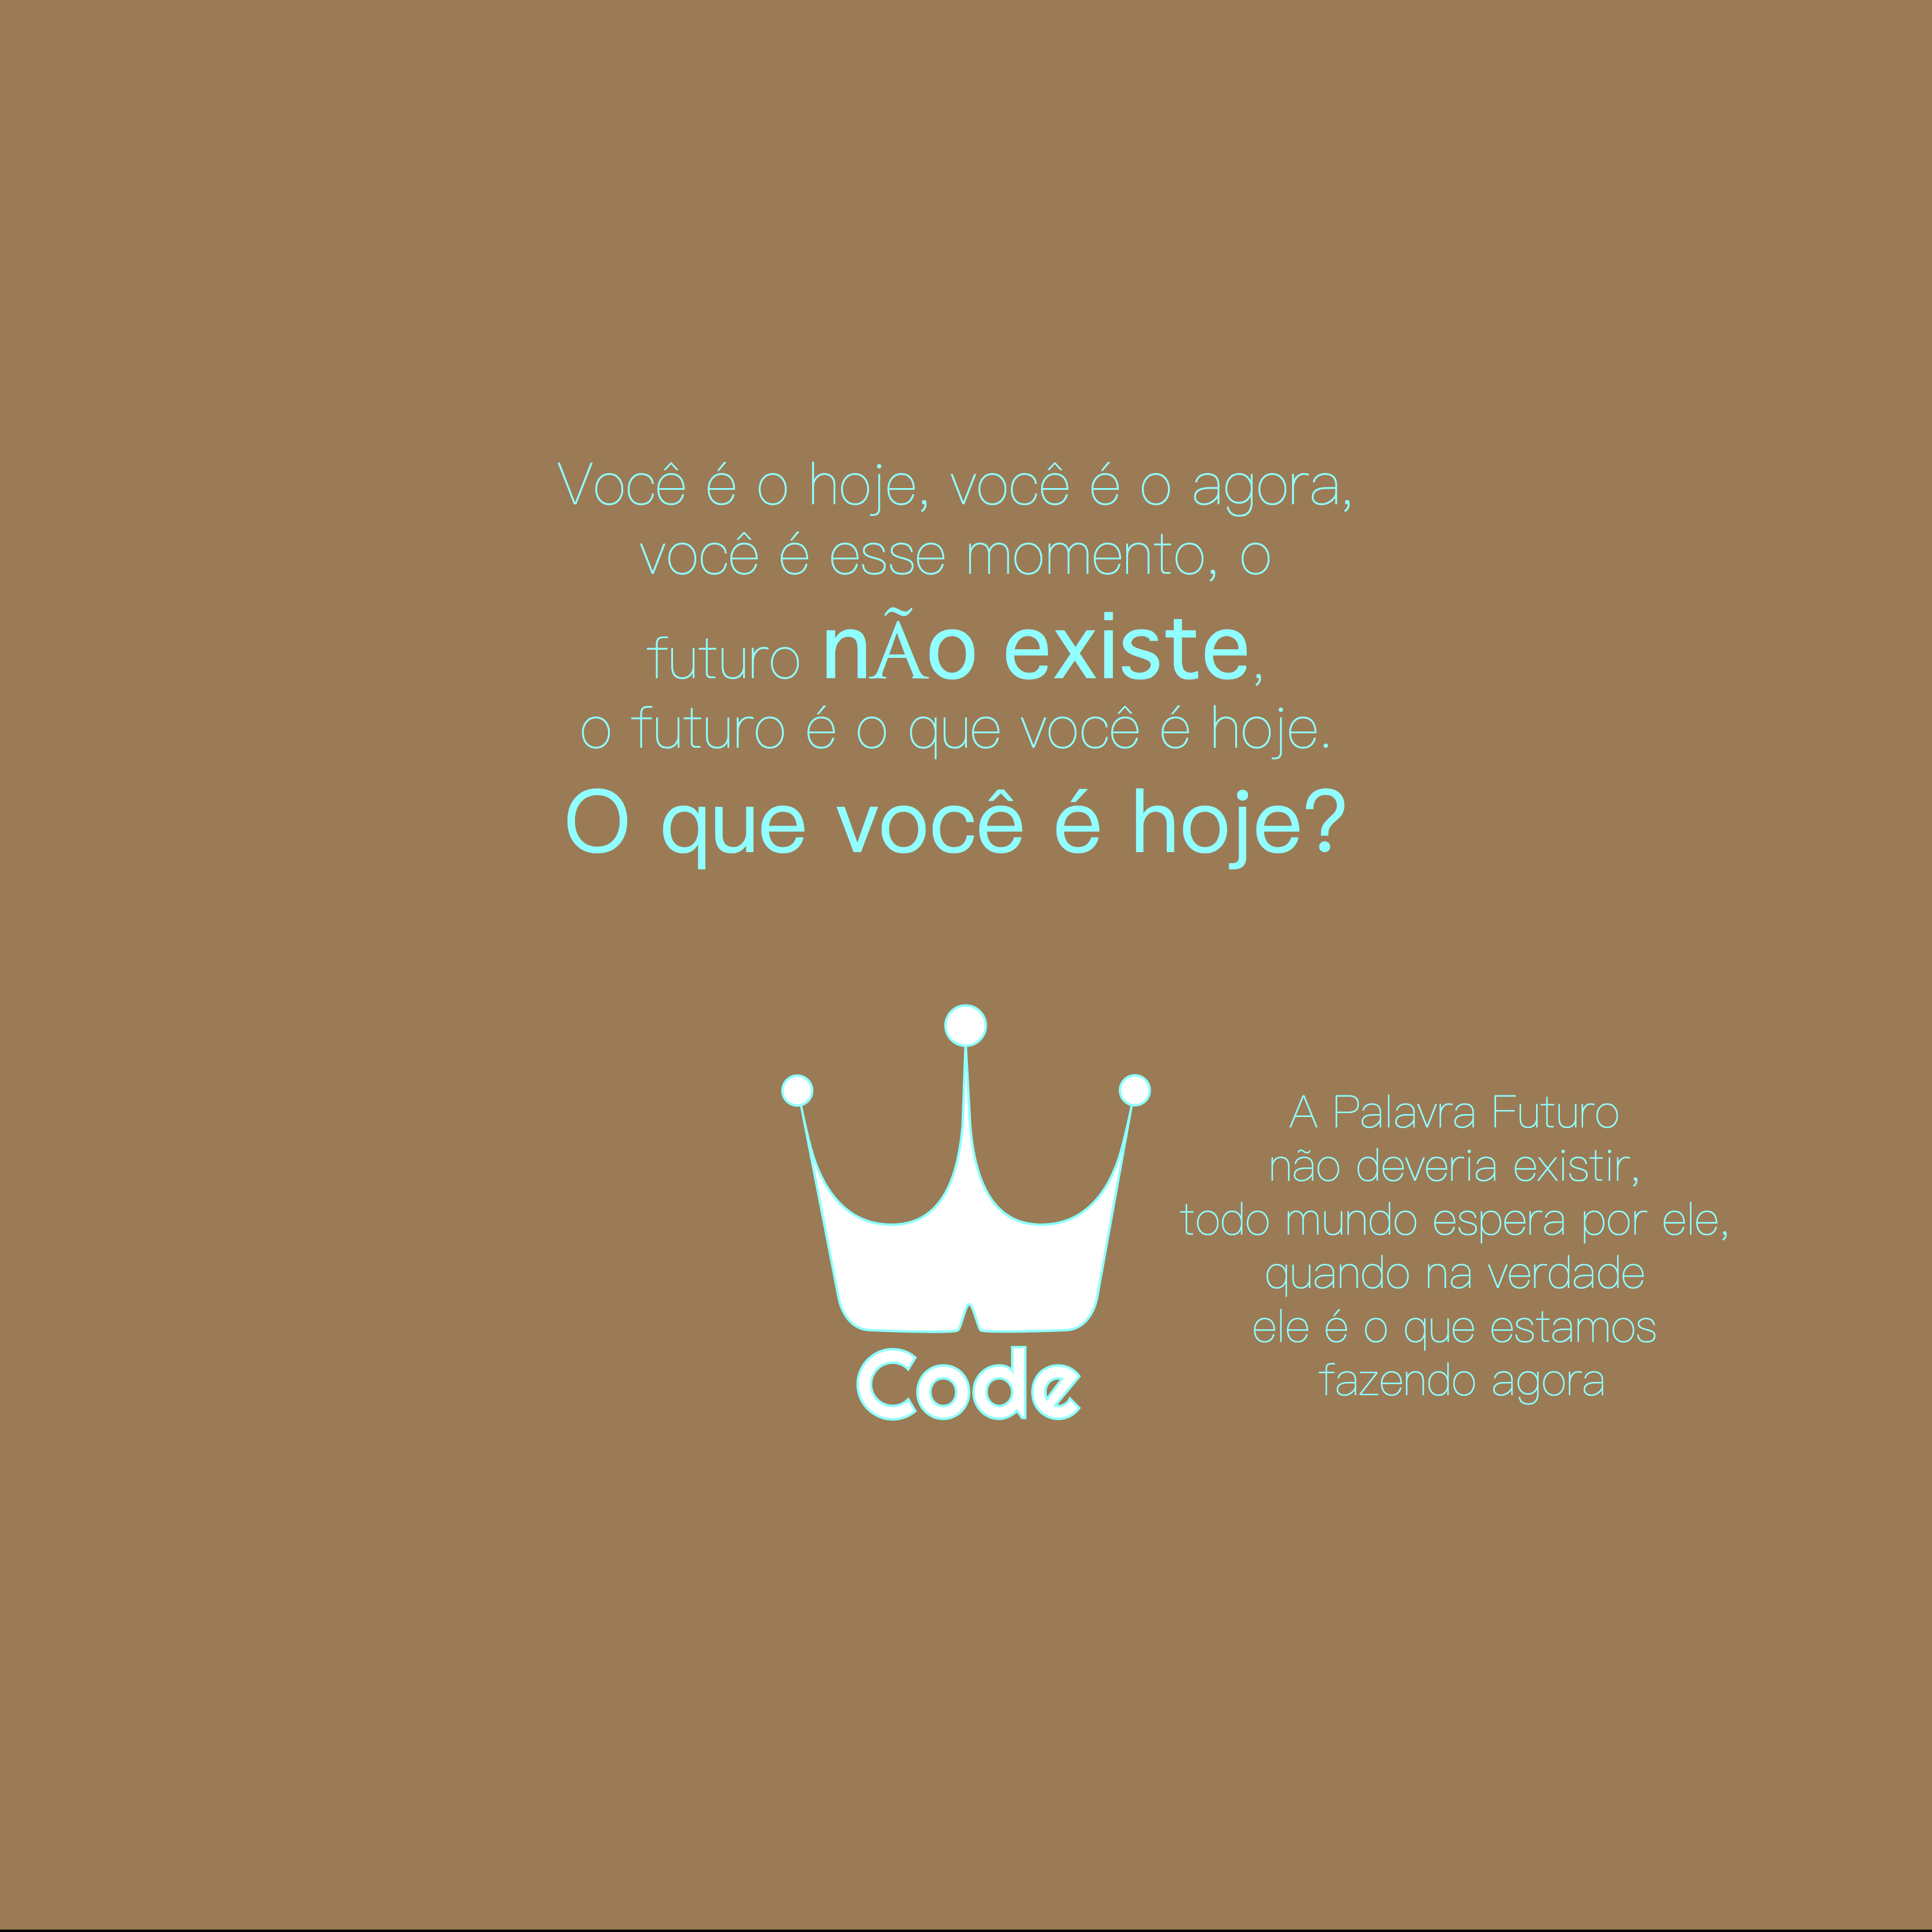 Você é o hoje, você é o agora,
você é esse momento, o
futuro nÃo existe,
o futuro é o que você é hoje.
O que você é hoje?
A Palavra Futuro
não deveria existir,
todo mundo espera por ele,
quando na verdade
ele é o que estamos
fazendo agora
Code